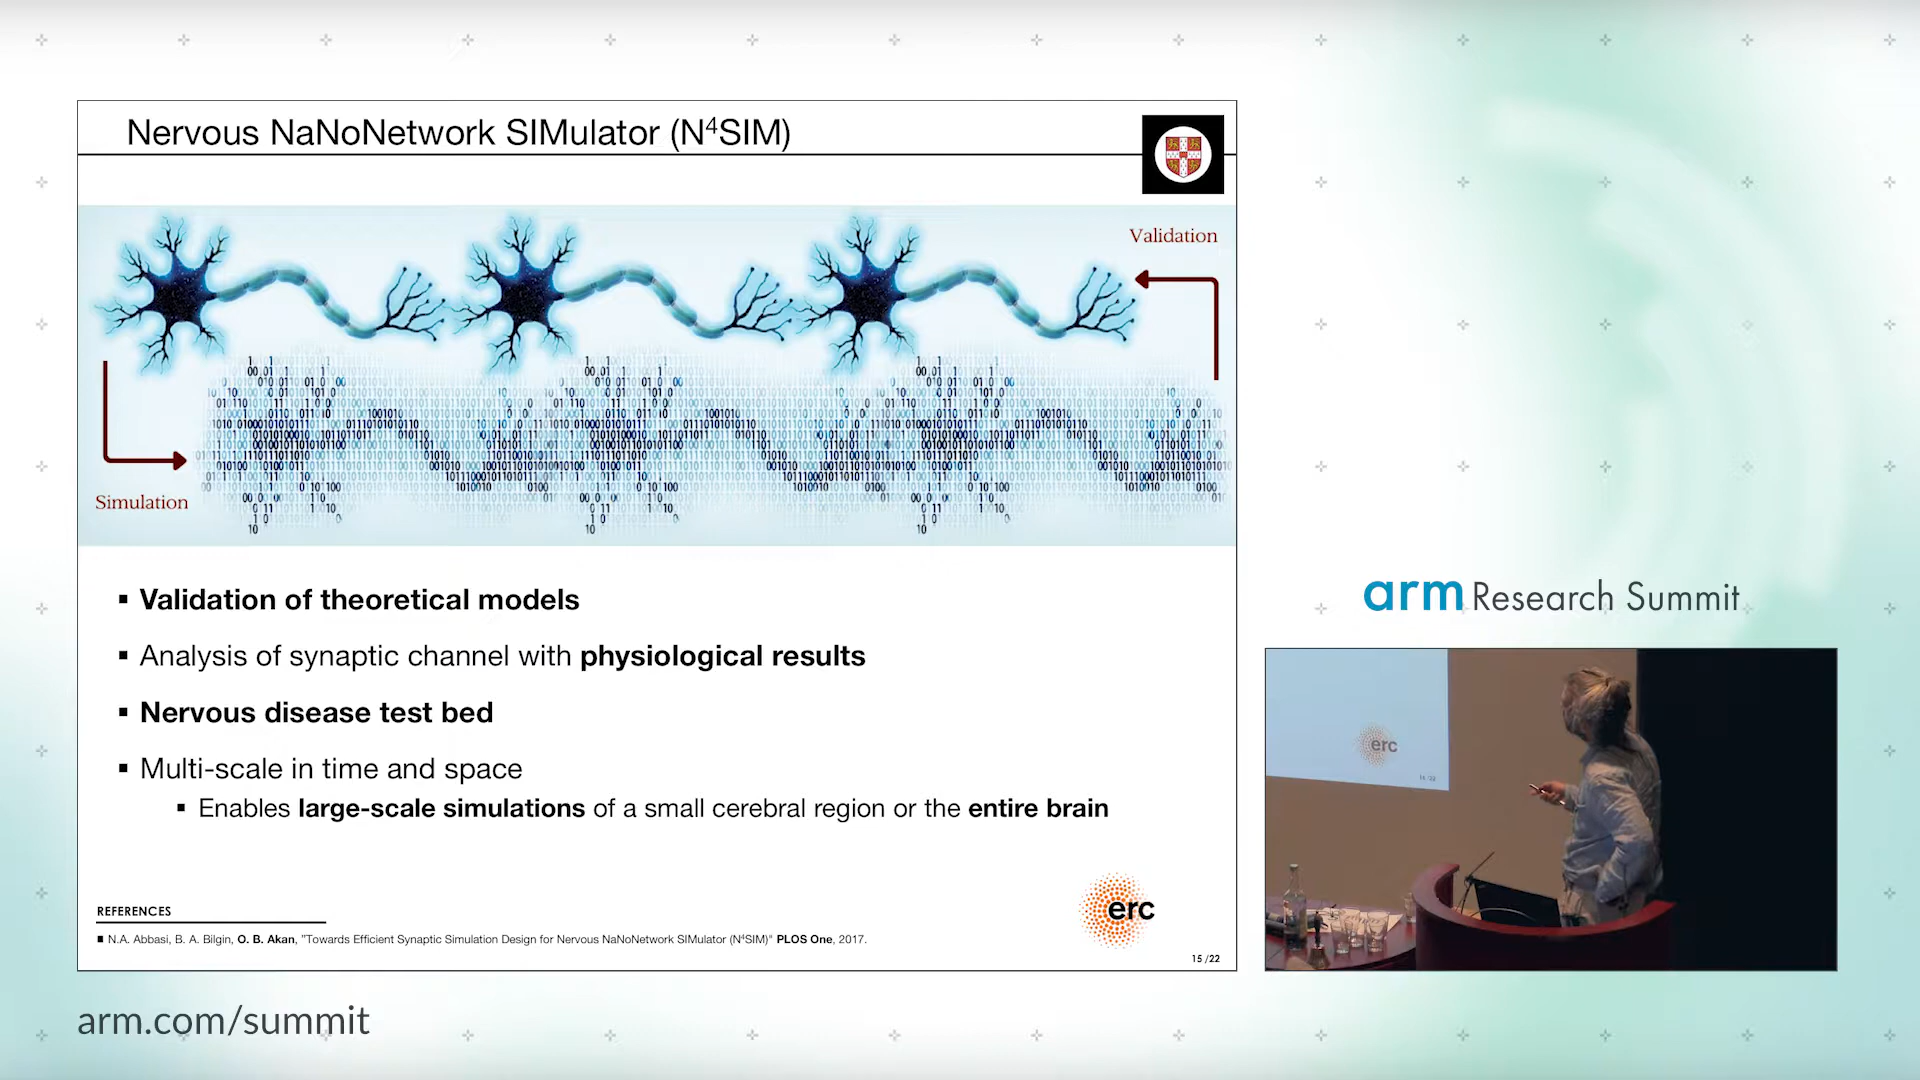 Nervous NaNoNetwork SIMulator (N⁴SIM)
Validation
Simulation
▪ Validation of theoretical models
▪ Analysis of synaptic channel with physiological results
▪ Nervous disease test bed
▪ Multi-scale in time and space
▪ Enables large-scale simulations of a small cerebral region or the entire brain
REFERENCES
▪ N.A. Abbasi, B. A. Bilgin, O. B. Akan, "Towards Efficient Synaptic Simulation Design for Nervous NaNoNetwork SIMulator (N⁴SIM)" PLOS One, 2017.
erc
15 /22
arm Research Summit
erc
arm.com/summit